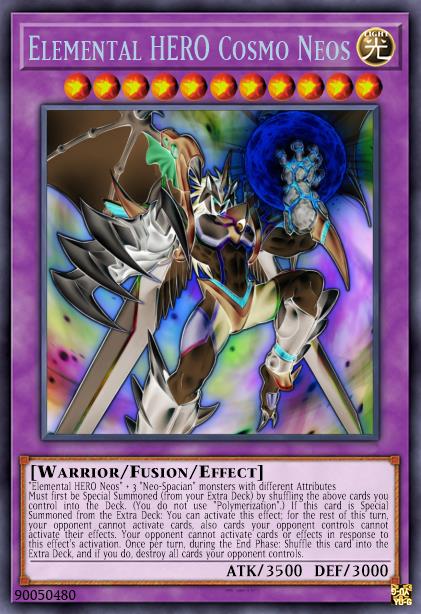 ELEMENTAL HERO COSMO NEOS
LIGHT
光
[WARRIOR/FUSION/EFFECT]
"Elemental HERO Neos" + 3 "Neo-Spacian" monsters with different Attributes
Must first be Special Summoned (from your Extra Deck) by shuffling the above cards you
control into the Deck. (You do not use "Polymerization".) If this card is Special
Summoned from the Extra Deck: You can activate this effect; for the rest of this turn,
your opponent cannot activate cards, also cards your opponent controls cannot
activate their effects. Your opponent cannot activate cards or effects in response to
this effect's activation. Once per turn, during the End Phase: Shuffle this card into the
Extra Deck, and if you do, destroy all cards your opponent controls.
ATK/3500 DEF/3000
90050480